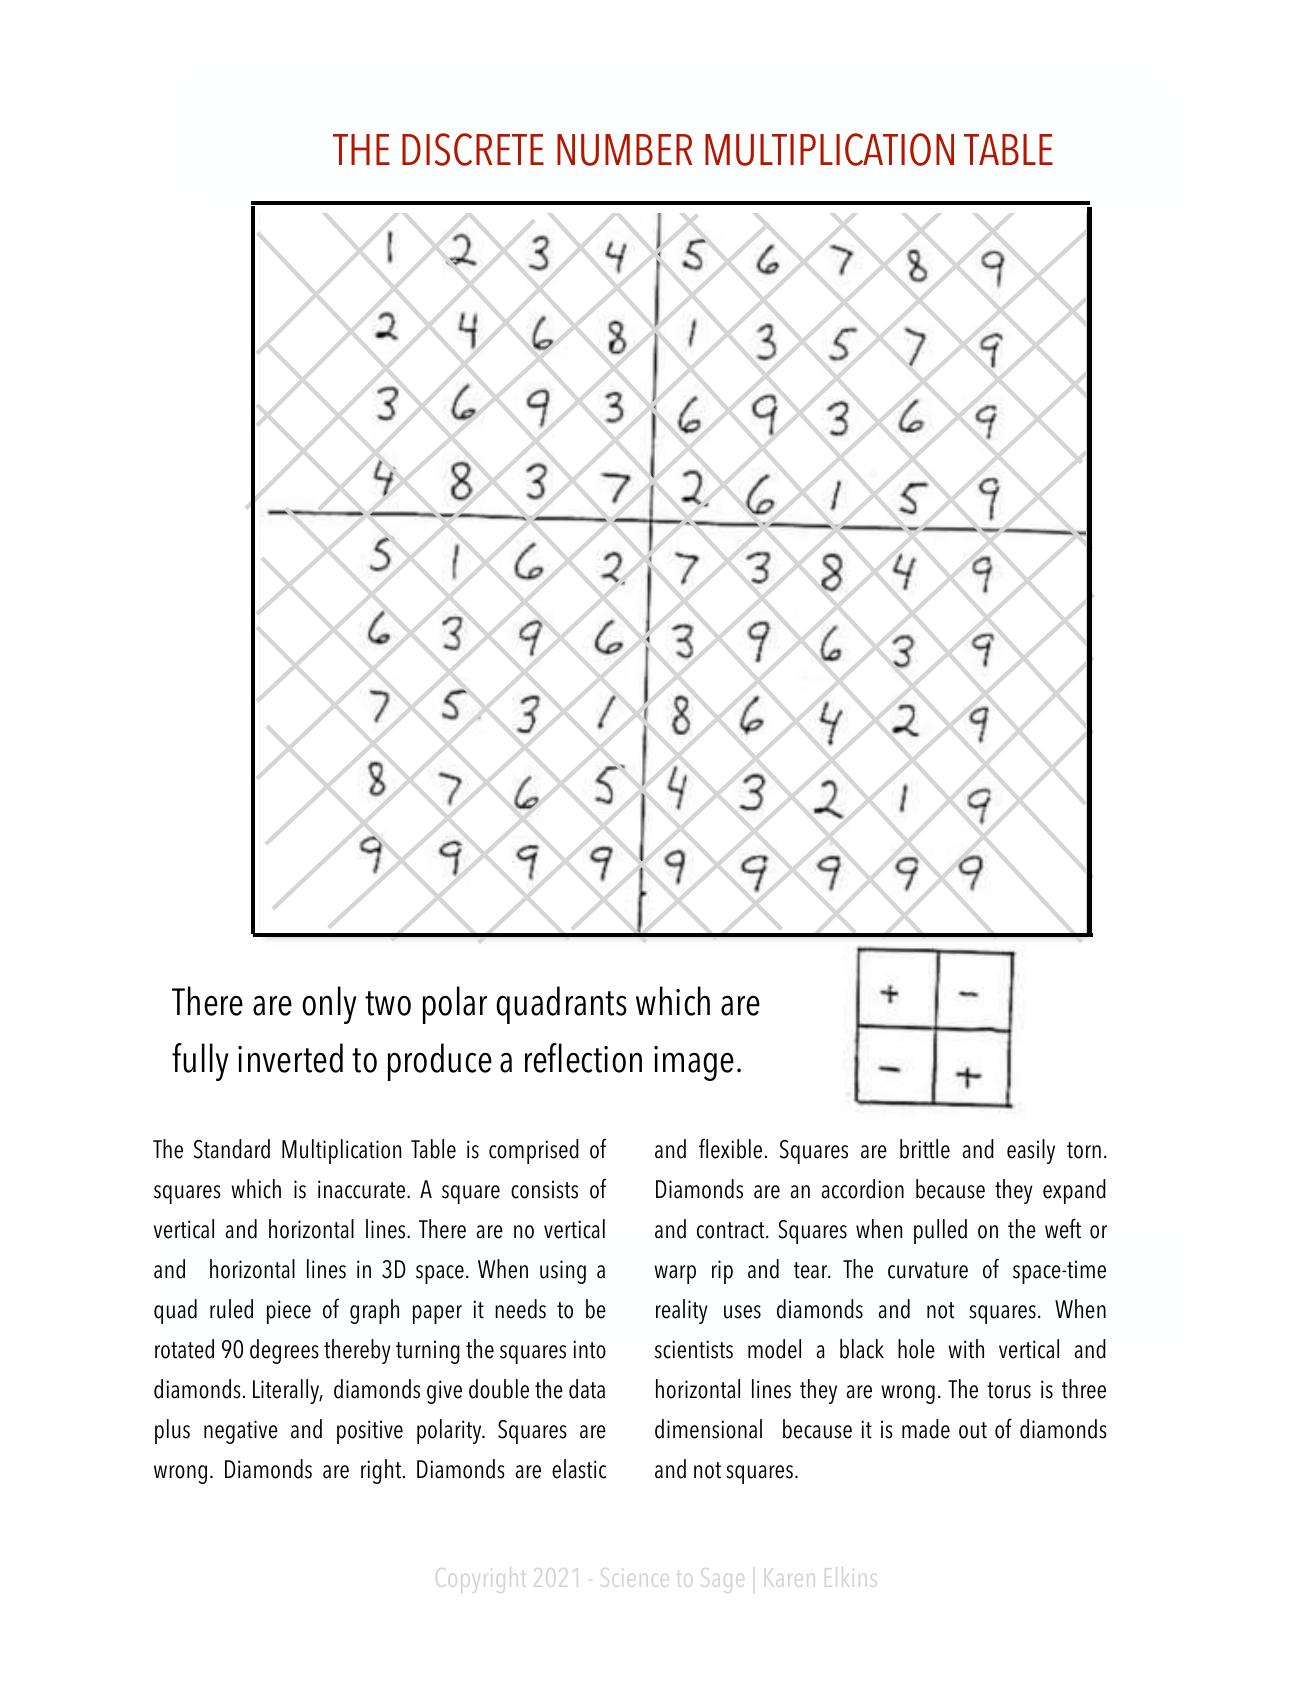 THE DISCRETE NUMBER MULTIPLICATION TABLE
1 2 3 4 5 6 7 8 9
2 4 6 8 1 3 5 7 9
3 6 9 3 6 9 3 6 9
4 8 3 7 2 6 1 5 9
5 1 6 2 7 3 8 4 9
6 3 9 6 3 9 6 3 9
7 5 3 1 8 6 4 2 9
8 7 6 5 4 3 2 1 9
9 9 9 9 9 9 9 9 9
There are only two polar quadrants which are
fully inverted to produce a reflection image.
+ -
- +
The Standard Multiplication Table is comprised of
squares which is inaccurate. A square consists of
vertical and horizontal lines. There are no vertical
and horizontal lines in 3D space. When using a
quad ruled piece of graph paper it needs to be
rotated 90 degrees thereby turning the squares into
diamonds. Literally, diamonds give double the data
plus negative and positive polarity. Squares are
wrong. Diamonds are right. Diamonds are elastic
and flexible. Squares are brittle and easily torn.
Diamonds are an accordion because they expand
and contract. Squares when pulled on the weft or
warp rip and tear. The curvature of space-time
reality uses diamonds and not squares. When
scientists model a black hole with vertical and
horizontal lines they are wrong. The torus is three
dimensional because it is made out of diamonds
and not squares.
Copyright 2021 - Science to Sage | Karen Elkins